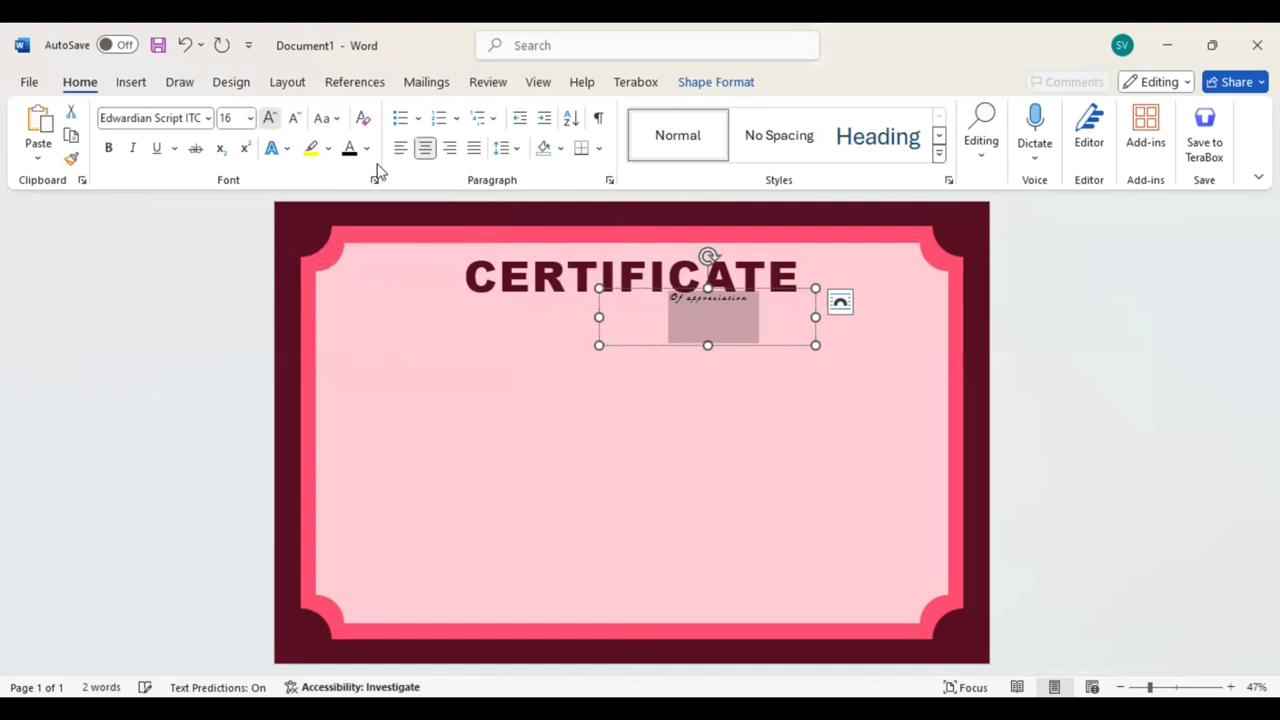 AutoSave Off Document1 - Word Search SV
File Home Insert Draw Design Layout References Mailings Review View Help Terabox Shape Format Comments Editing Share
Paste Edwardian Script ITC 16 Normal No Spacing Heading Editing Dictate Editor Add-ins Save to TeraBox
Clipboard Font Paragraph Styles Voice Editor Add-ins Save
CERTIFICATE
Of appreciation
Page 1 of 1 2 words Text Predictions: On Accessibility: Investigate Focus 47%